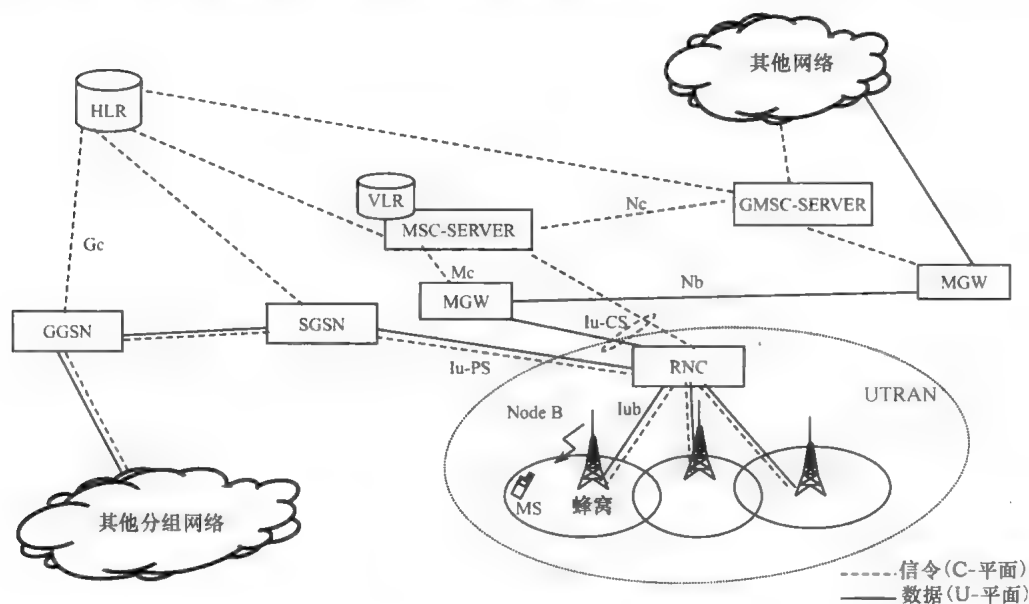 其他网络
HLR
VLR
MSC-SERVER
Nc
GMSC-SERVER
Gc
Mc
MGW
Nb
MGW
GGSN
SGSN
Iu-CS
Iu-PS
RNC
UTRAN
Node B
Iub
MS
蜂窝
其他分组网络
信令(C-平面)
数据(U-平面)